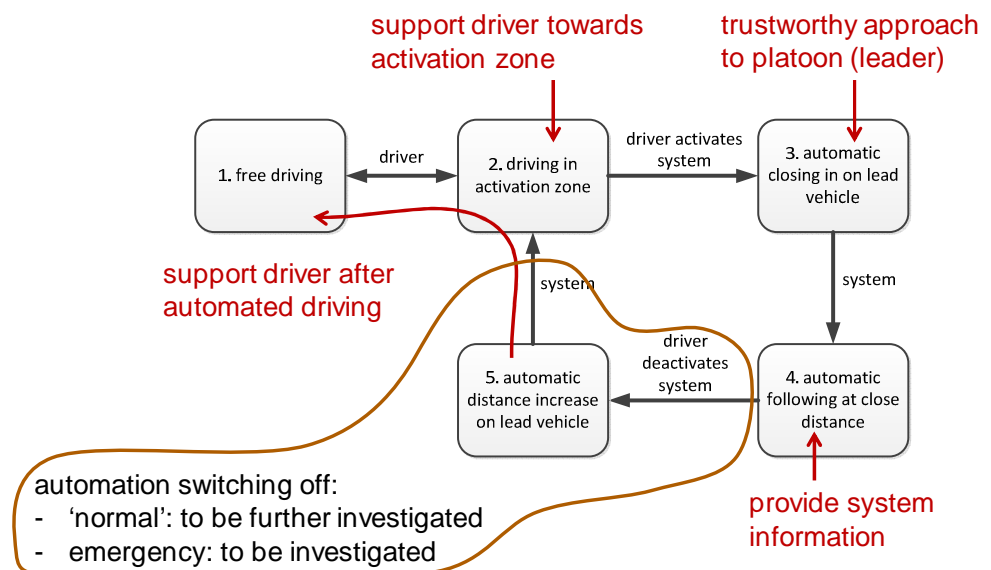 support driver towards
activation zone
trustworthy approach
to platoon (leader)
1. free driving
driver
2. driving in
activation zone
driver activates
system
3. automatic
closing in on lead
vehicle
support driver after
automated driving
system
system
driver
deactivates
system
5. automatic
distance increase
on lead vehicle
4. automatic
following at close
distance
automation switching off:
- ‘normal’: to be further investigated
- emergency: to be investigated
provide system
information